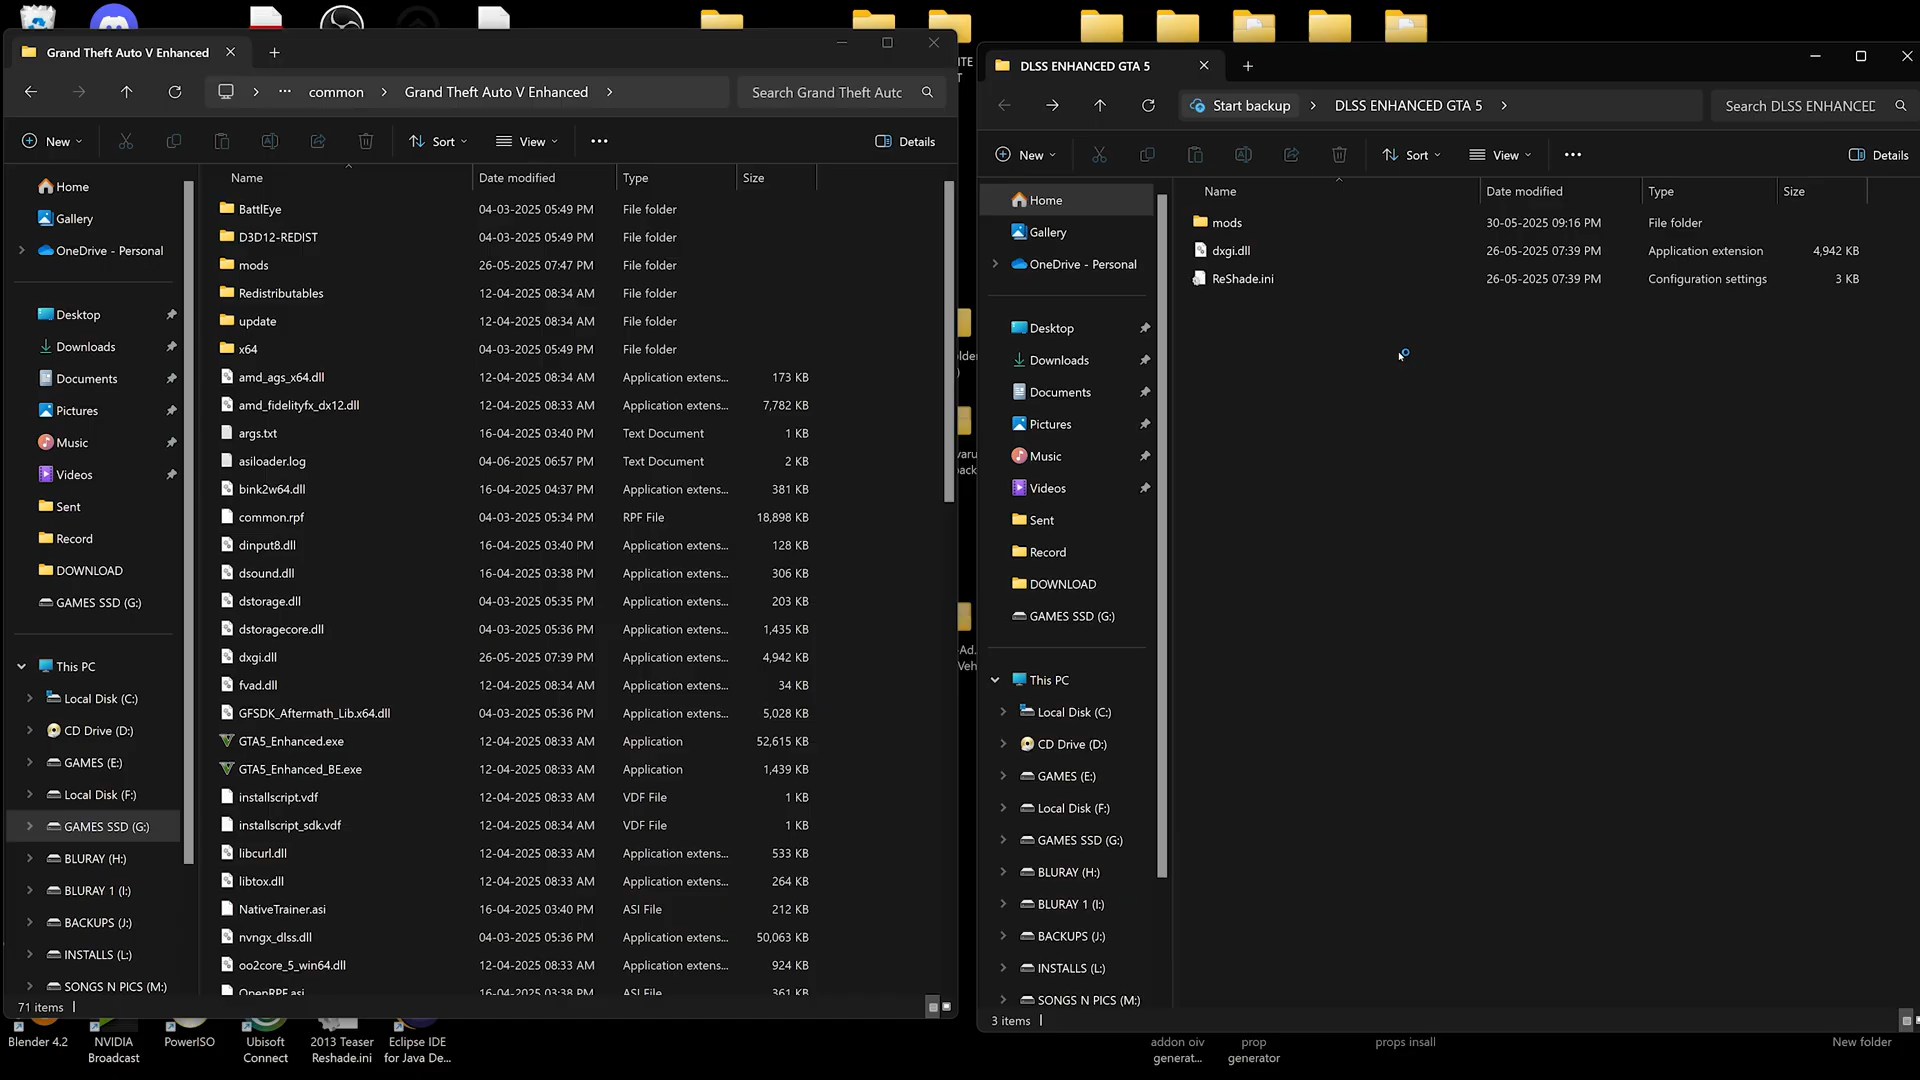 Grand Theft Auto V Enhanced
common
Grand Theft Auto V Enhanced
Search Grand Theft Auto
New
Sort
View
Details
Name Date modified Type Size
Home
Gallery
OneDrive - Personal
Desktop
Downloads
Documents
Pictures
Music
Videos
Sent
Record
DOWNLOAD
GAMES SSD (G:)
This PC
Local Disk (C:)
CD Drive (D:)
GAMES (E:)
Local Disk (F:)
GAMES SSD (G:)
BLURAY (H:)
BLURAY 1 (I:)
BACKUPS (J:)
INSTALLS (L:)
SONGS N PICS (M:)
BattlEye 04-03-2025 05:49 PM File folder
D3D12-REDIST 04-03-2025 05:49 PM File folder
mods 26-05-2025 07:47 PM File folder
Redistributables 12-04-2025 08:34 AM File folder
update 12-04-2025 08:34 AM File folder
x64 04-03-2025 05:49 PM File folder
amd_ags_x64.dll 12-04-2025 08:34 AM Application extens... 173 KB
amd_fidelityfx_dx12.dll 12-04-2025 08:33 AM Application extens... 7,782 KB
args.txt 16-04-2025 03:40 PM Text Document 1 KB
asiloader.log 04-06-2025 06:57 PM Text Document 2 KB
bink2w64.dll 16-04-2025 04:37 PM Application extens... 381 KB
common.rpf 04-03-2025 05:34 PM RPF File 18,898 KB
dinput8.dll 16-04-2025 03:40 PM Application extens... 128 KB
dsound.dll 16-04-2025 03:38 PM Application extens... 306 KB
dstorage.dll 04-03-2025 05:35 PM Application extens... 203 KB
dstoragecore.dll 04-03-2025 05:36 PM Application extens... 1,435 KB
dxgi.dll 26-05-2025 07:39 PM Application extens... 4,942 KB
fvad.dll 12-04-2025 08:34 AM Application extens... 34 KB
GFSDK_Aftermath_Lib.x64.dll 04-03-2025 05:36 PM Application extens... 5,028 KB
GTA5_Enhanced.exe 12-04-2025 08:33 AM Application 52,615 KB
GTA5_Enhanced_BE.exe 12-04-2025 08:33 AM Application 1,439 KB
installscript.vdf 12-04-2025 08:33 AM VDF File 1 KB
installscript_sdk.vdf 12-04-2025 08:34 AM VDF File 1 KB
libcurl.dll 12-04-2025 08:33 AM Application extens... 533 KB
libtox.dll 12-04-2025 08:33 AM Application extens... 264 KB
NativeTrainer.asi 16-04-2025 03:40 PM ASI File 212 KB
nvngx_dlss.dll 04-03-2025 05:36 PM Application extens... 50,063 KB
oo2core_5_win64.dll 12-04-2025 08:33 AM Application extens... 924 KB
OpenRPF.asi 16-04-2025 03:38 PM ASI File 361 KB
71 items
DLSS ENHANCED GTA 5
Start backup
DLSS ENHANCED GTA 5
Search DLSS ENHANCED
New
Sort
View
Details
Name Date modified Type Size
Home
Gallery
OneDrive - Personal
Desktop
Downloads
Documents
Pictures
Music
Videos
Sent
Record
DOWNLOAD
GAMES SSD (G:)
This PC
Local Disk (C:)
CD Drive (D:)
GAMES (E:)
Local Disk (F:)
GAMES SSD (G:)
BLURAY (H:)
BLURAY 1 (I:)
BACKUPS (J:)
INSTALLS (L:)
SONGS N PICS (M:)
mods 30-05-2025 09:16 PM File folder
dxgi.dll 26-05-2025 07:39 PM Application extension 4,942 KB
ReShade.ini 26-05-2025 07:39 PM Configuration settings 3 KB
3 items
Blender 4.2
NVIDIA
Broadcast
PowerISO
Ubisoft
Connect
2013 Teaser
Reshade.ini
Eclipse IDE
for Java De...
addon oiv
generat...
prop
generator
props insall
New folder